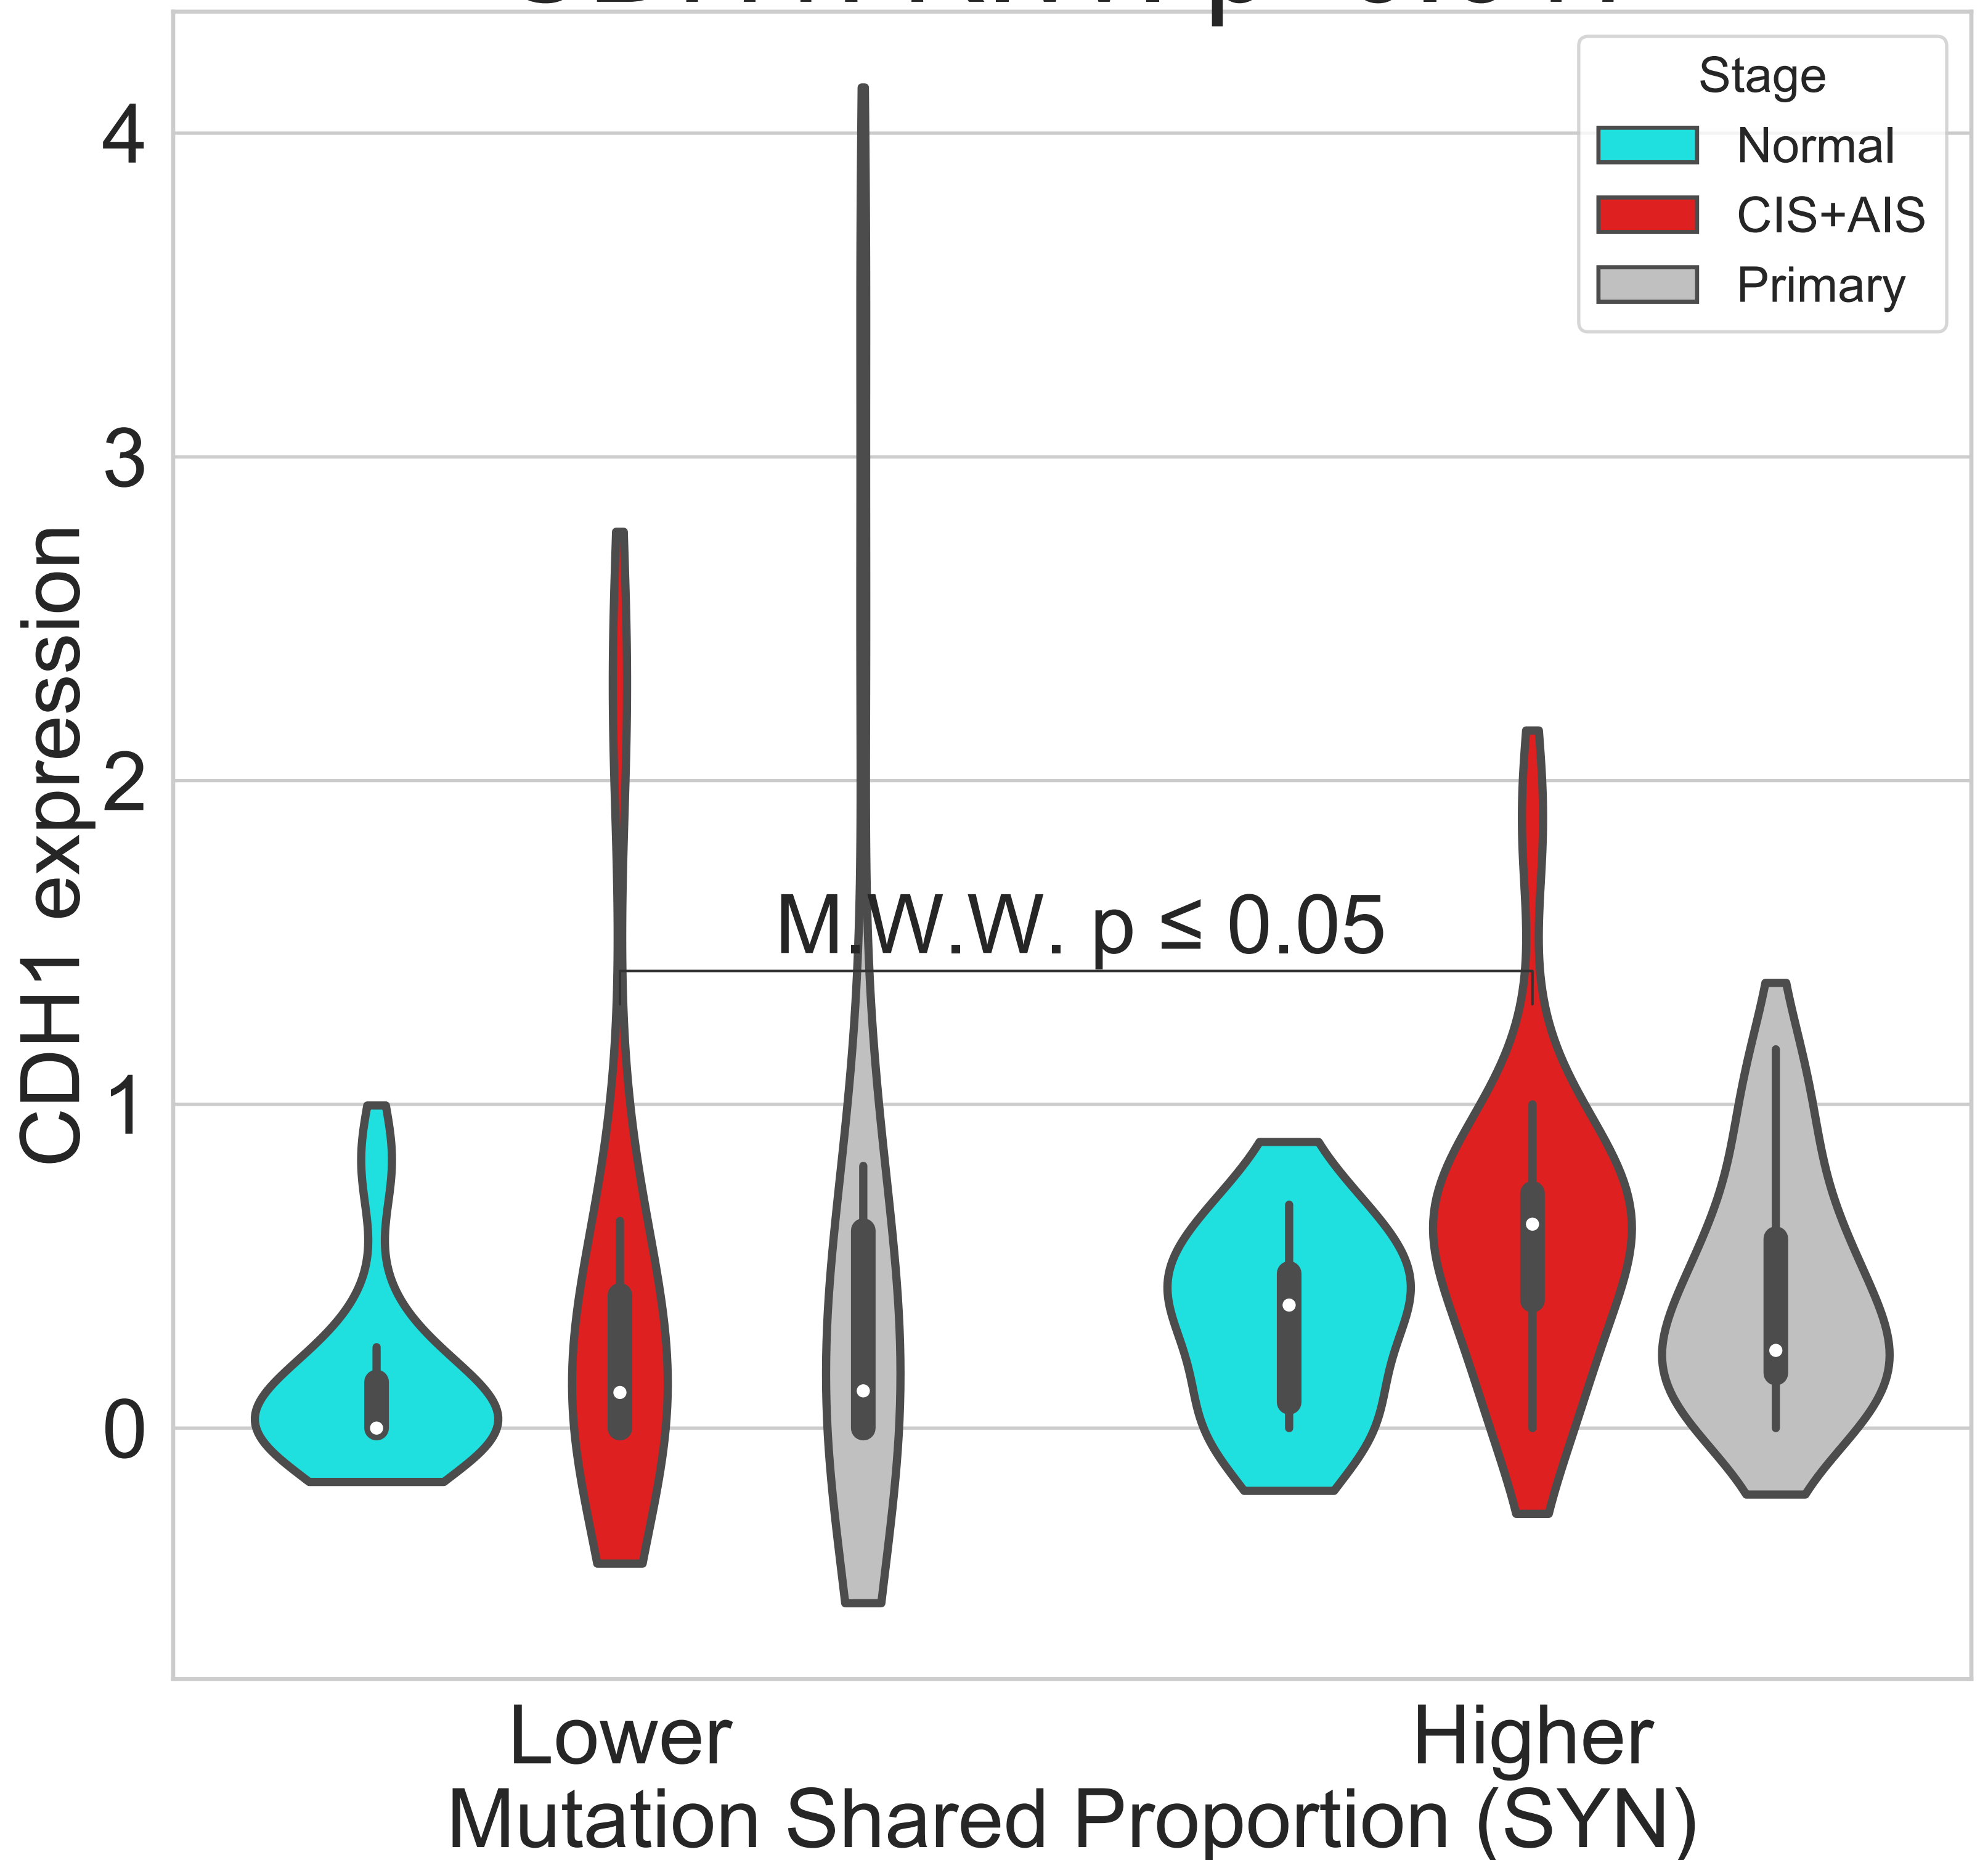 Stage
Normal
CIS+AIS
Primary
4
3
2
1
0
CDH1 expression
M.W.W. p ≤ 0.05
Lower
Higher
Mutation Shared Proportion (SYN)